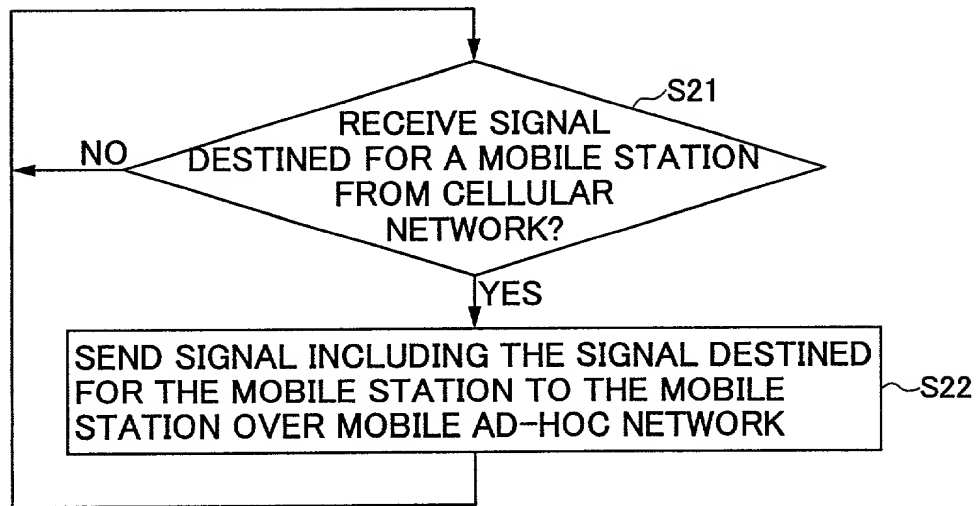 S21
RECEIVE SIGNAL
DESTINED FOR A MOBILE STATION
FROM CELLULAR
NETWORK?
NO
YES
SEND SIGNAL INCLUDING THE SIGNAL DESTINED
FOR THE MOBILE STATION TO THE MOBILE
STATION OVER MOBILE AD-HOC NETWORK
S22